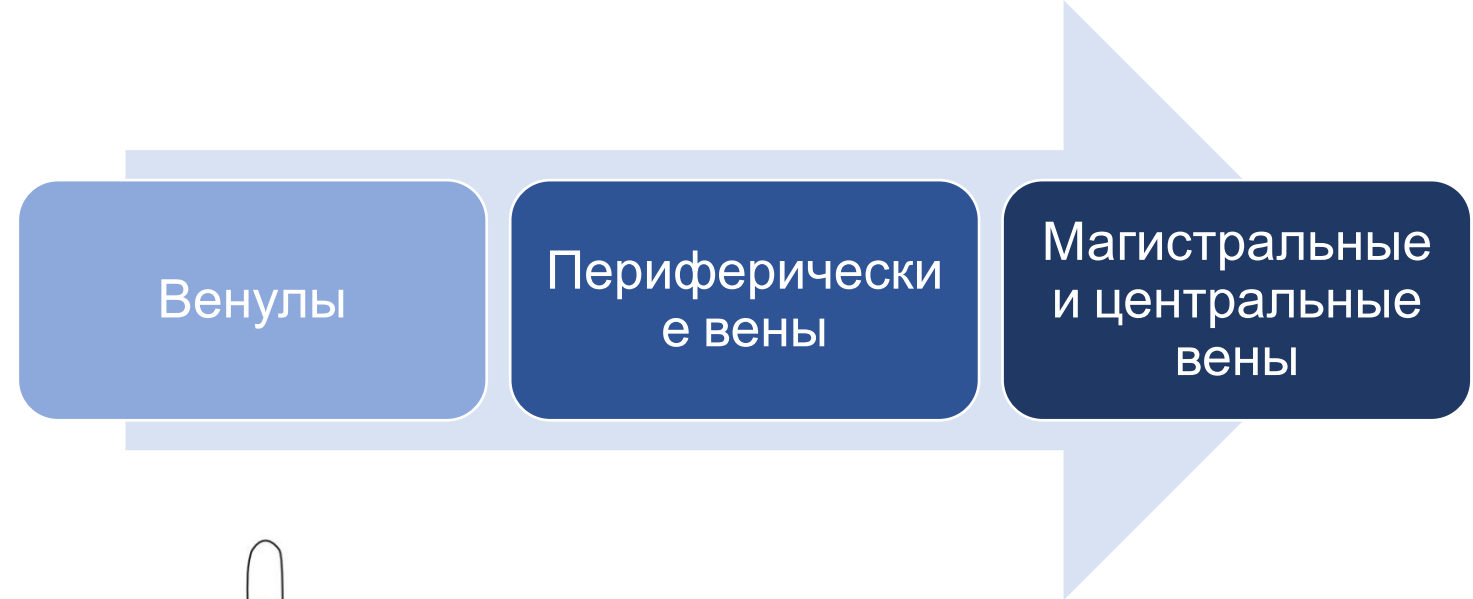 Венулы
Периферически
е вены
Магистральные
и центральные
вены